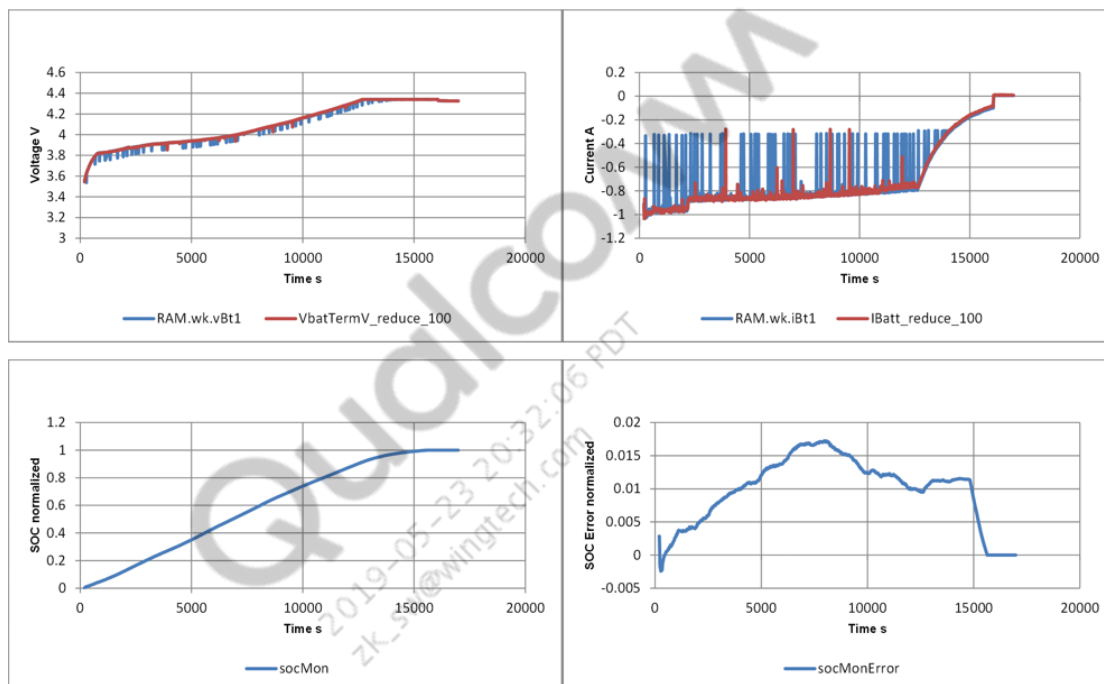 4.6
4.4
4.2
4
3.8
3.6
3.4
3.2
3
Voltage V
0 5000 10000 15000 20000
Time s
RAM.wk.vBt1 VbatTermV_reduce_100
0.2
0
-0.2
-0.4
-0.6
-0.8
-1
-1.2
Current A
0 5000 10000 15000 20000
Time s
RAM.wk.iBt1 IBatt_reduce_100
1.2
1
0.8
0.6
0.4
0.2
0
SOC normalized
0 5000 10000 15000 20000
Time s
socMon
0.02
0.015
0.01
0.005
0
-0.005
SOC Error normalized
0 5000 10000 15000 20000
Time s
socMonError
Qualcomm
2019-05-23 20:32:06 PDT
zk_sw@wingtech.com